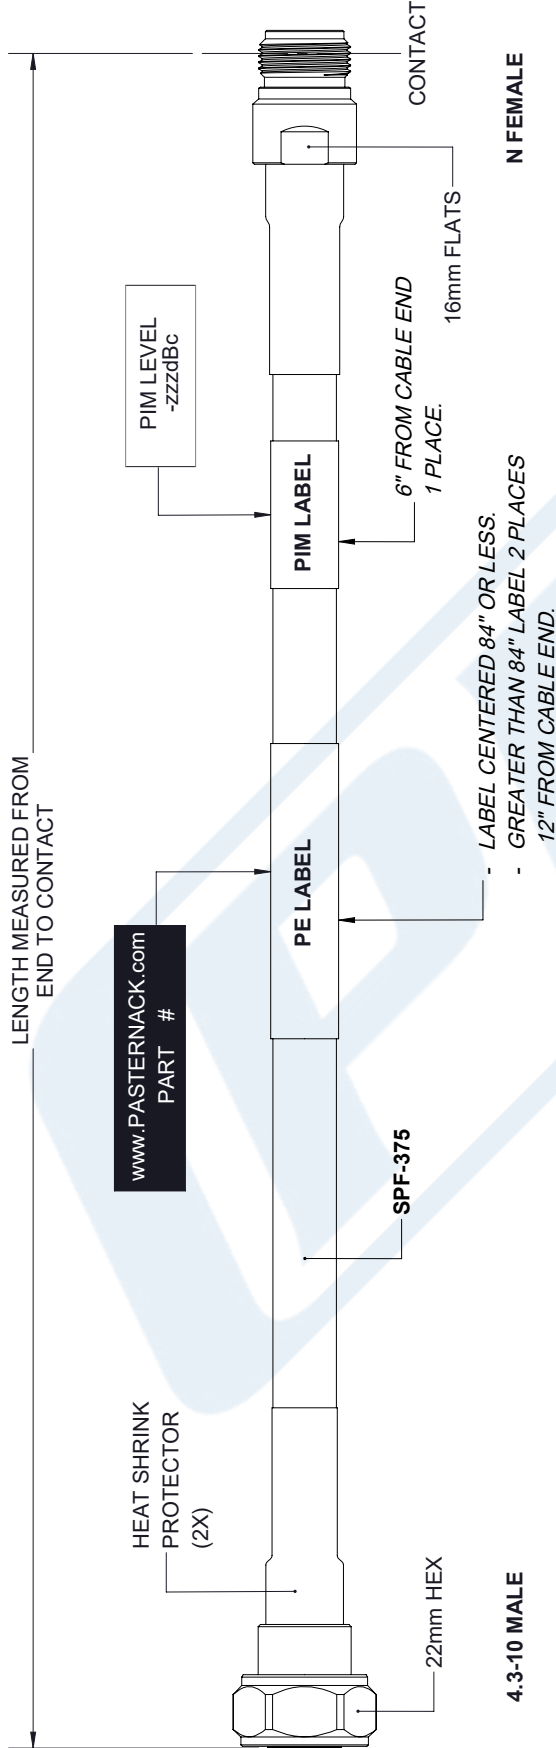 LENGTH MEASURED FROM
END TO CONTACT
HEAT SHRINK
PROTECTOR
(2X)
www.PASTERNACK.com
PART #
PIM LEVEL
-zzzdBc
PE LABEL
PIM LABEL
22mm HEX
SPF-375
6" FROM CABLE END
1 PLACE.
16mm FLATS
CONTACT
- LABEL CENTERED 84" OR LESS.
- GREATER THAN 84" LABEL 2 PLACES
12" FROM CABLE END.
4.3-10 MALE
N FEMALE